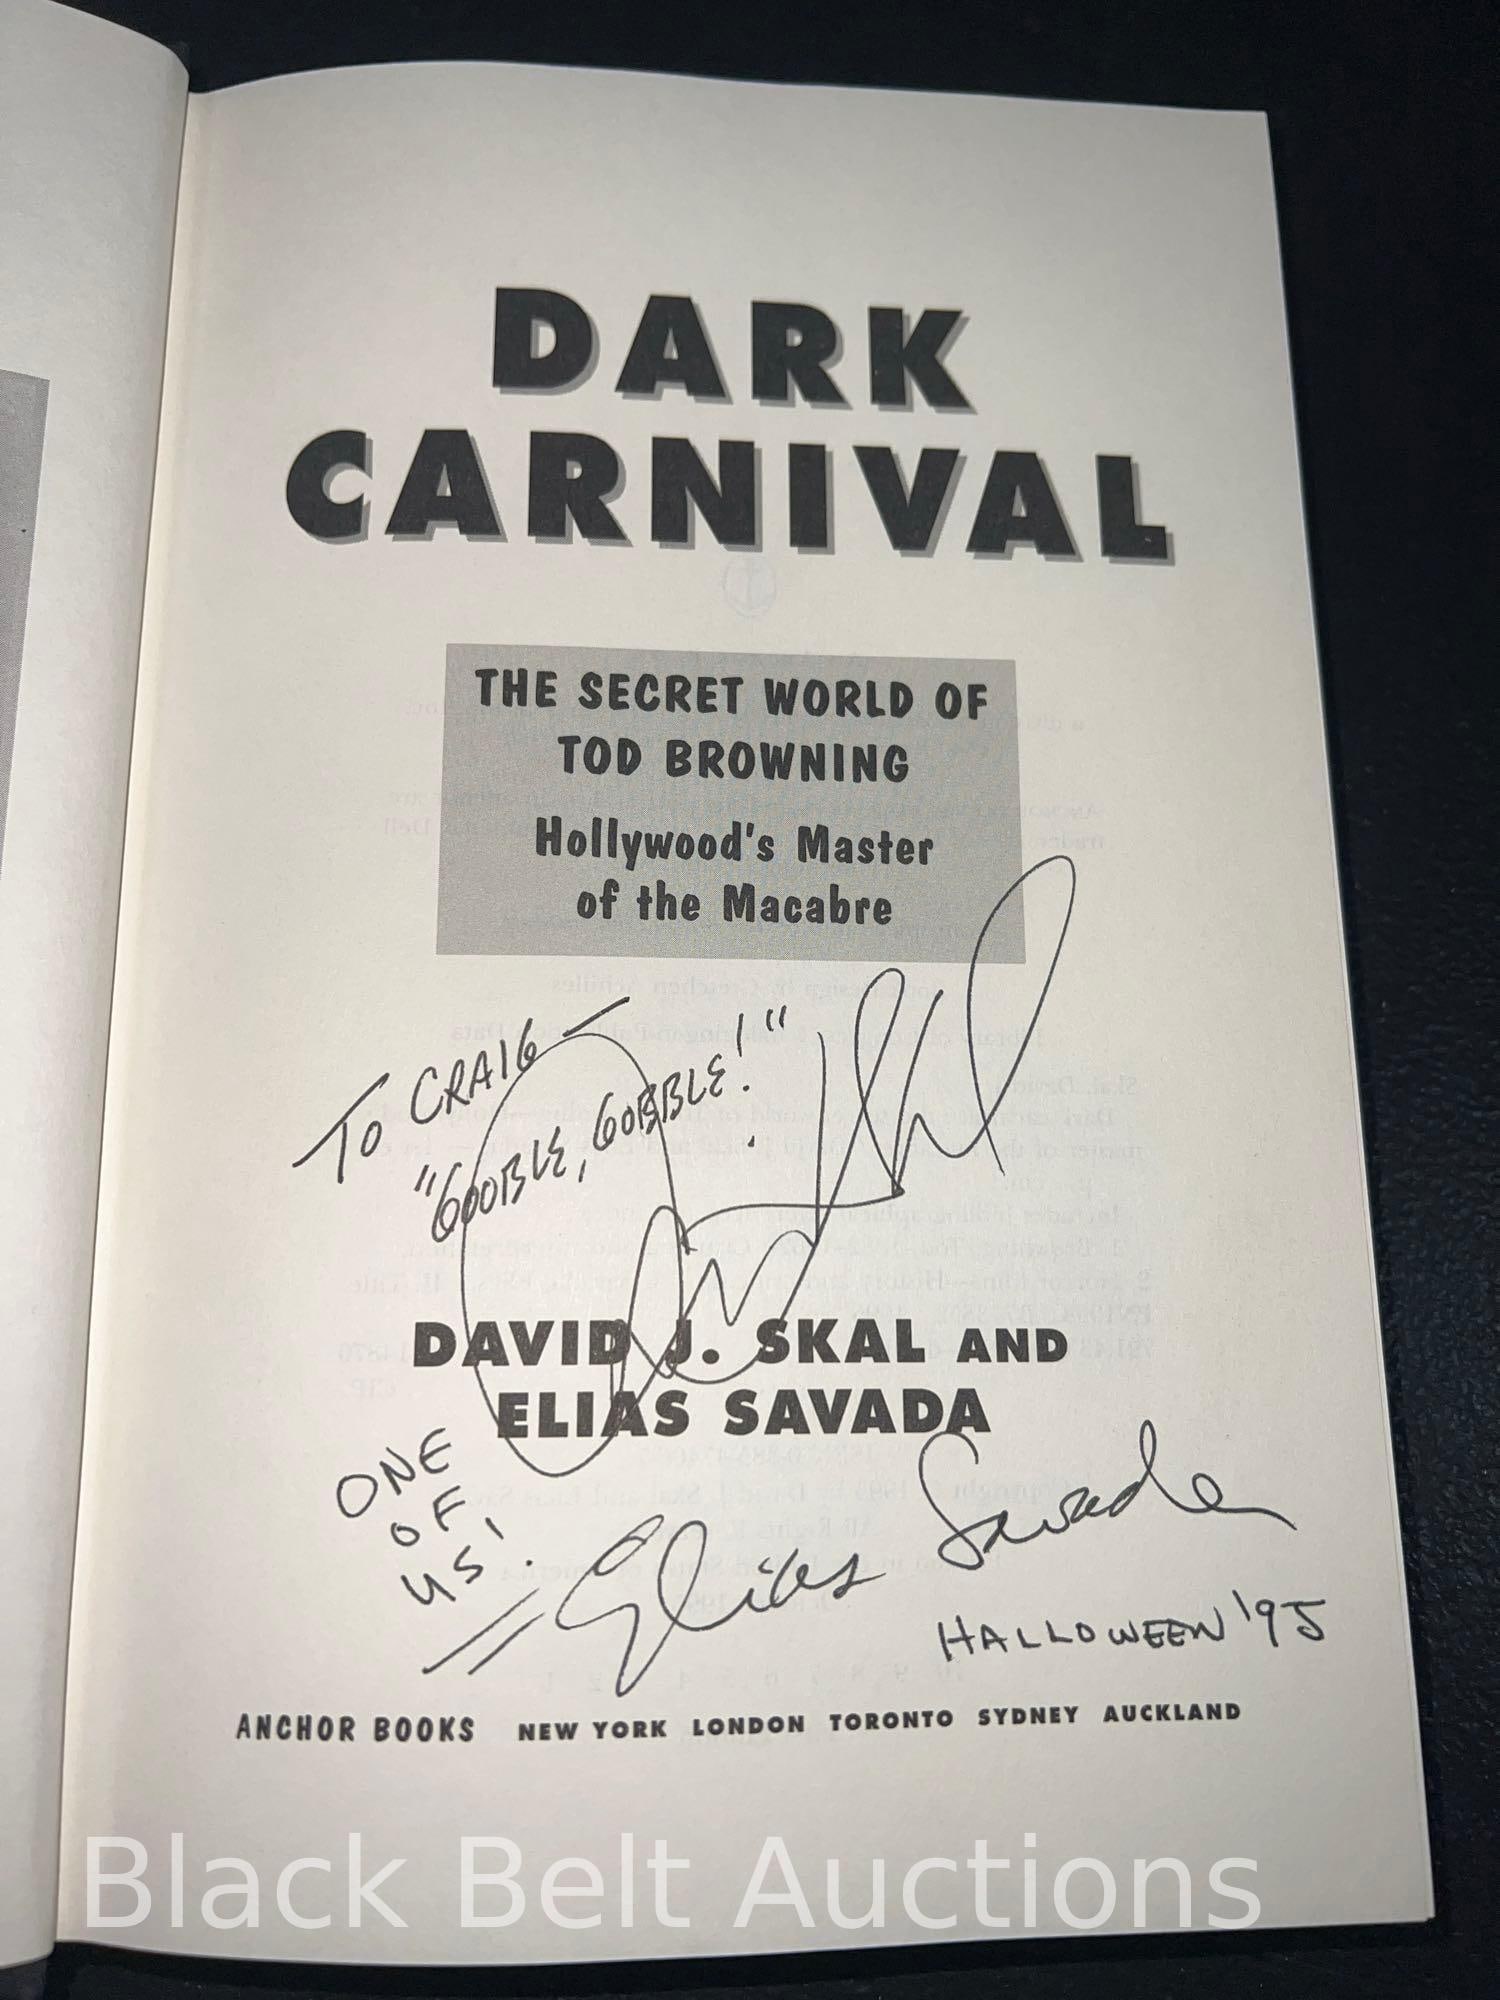 DARK
CARNIVAL
THE SECRET WORLD OF
TOD BROWNING
Hollywood's Master
of the Macabre
TO CRAIG —
"GOOBLE, GOBBLE!"
David J. Skal
DAVID J. SKAL AND
ELIAS SAVADA
ONE
OF
US!
Elias Savada
HALLOWEEN '95
ANCHOR BOOKS NEW YORK LONDON TORONTO SYDNEY AUCKLAND
Black Belt Auctions